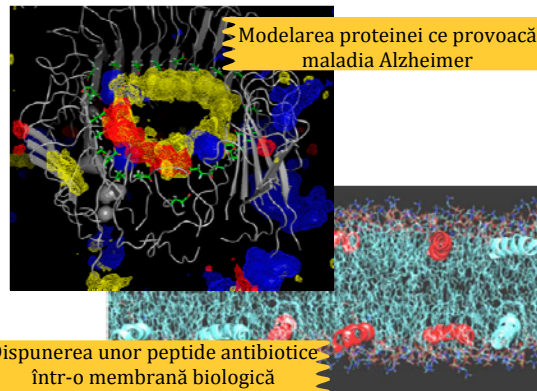 Modelarea proteinei ce provoacă
maladia Alzheimer
Dispunerea unor peptide antibiotice
într-o membrană biologică